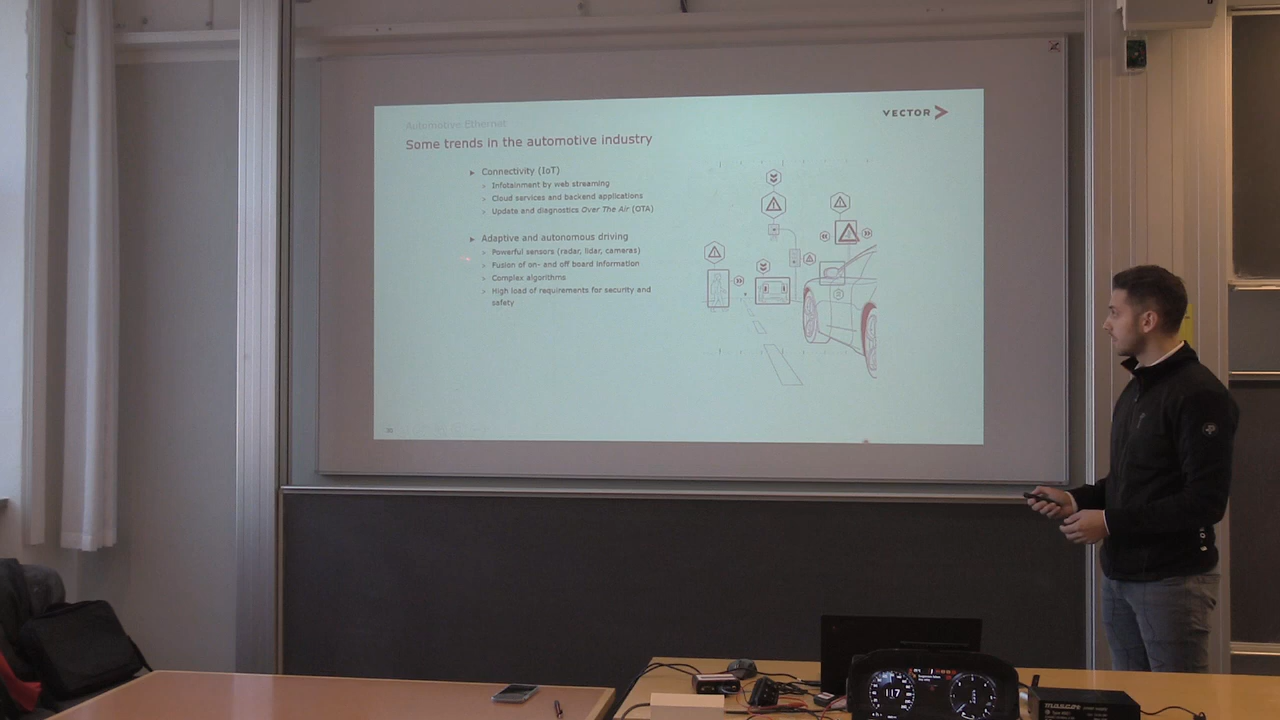 Automotive Ethernet
VECTOR
Some trends in the automotive industry
Connectivity (IoT)
Infotainment by web streaming
Cloud services and backend applications
Update and diagnostics Over The Air (OTA)
Adaptive and autonomous driving
Powerful sensors (radar, lidar, cameras)
Fusion of on- and off board information
Complex algorithms
High load of requirements for security and
safety
117